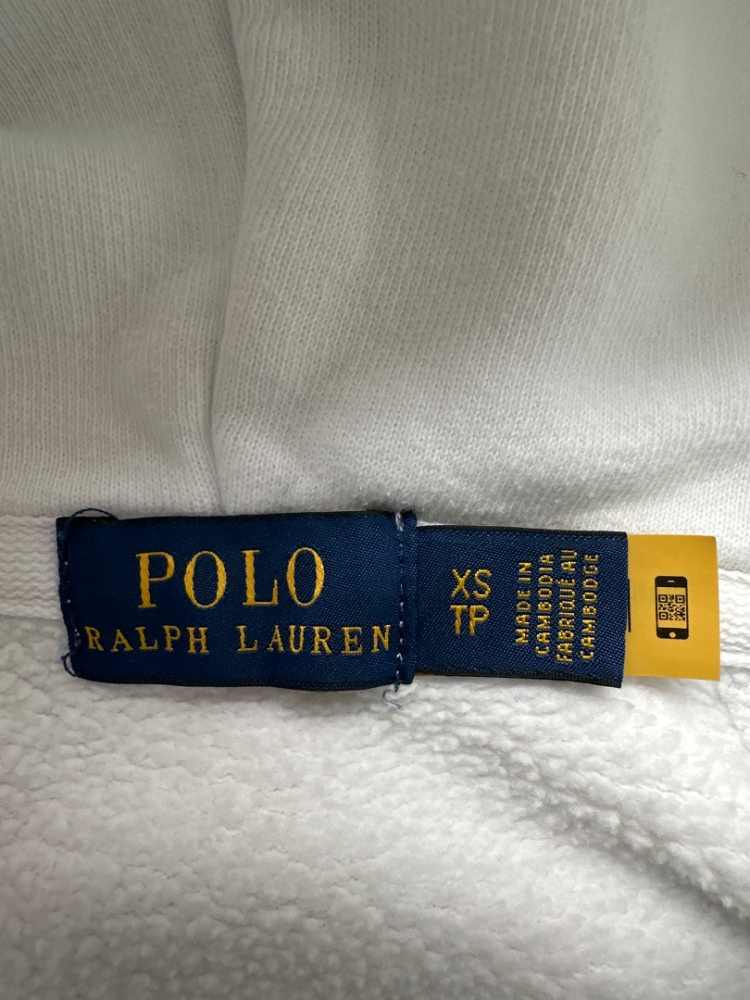 POLO
RALPH LAUREN
XS
TP
MADE IN
CAMBODIA
FABRIQUÉ AU
CAMBODGE